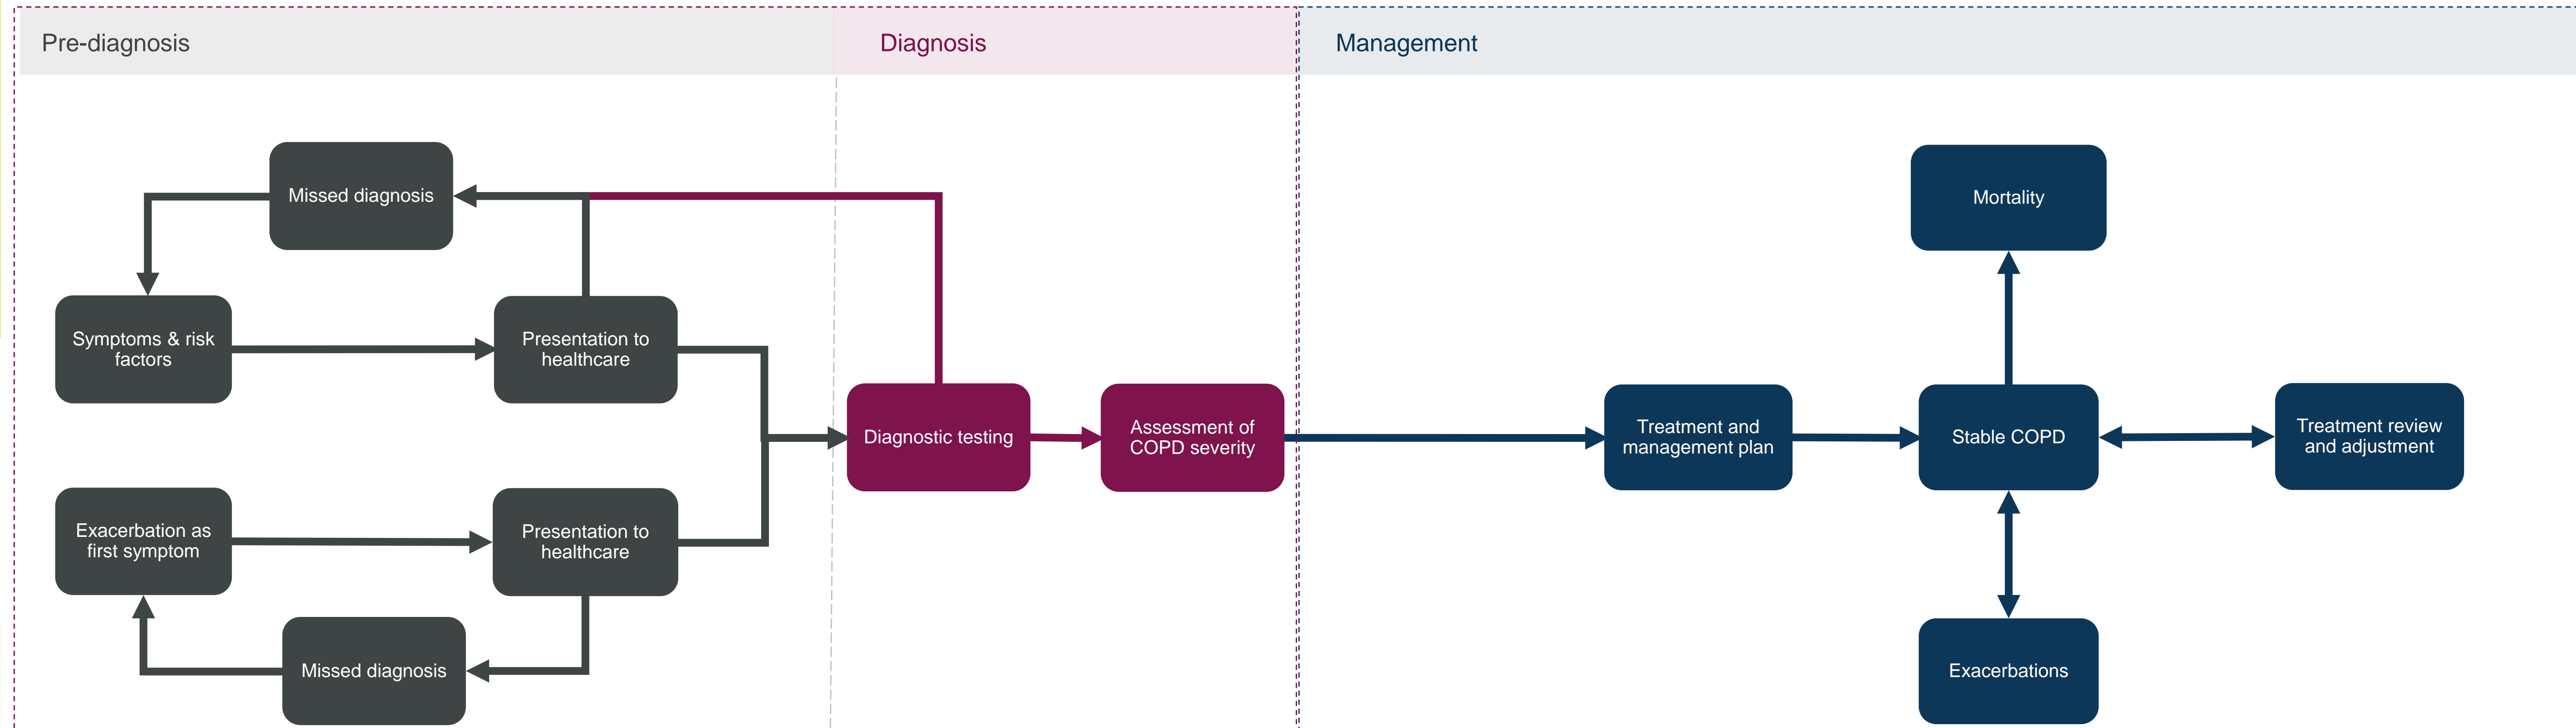 Pre-diagnosis
Diagnosis
Management
Missed diagnosis
Mortality
Symptoms & risk
factors
Presentation to
healthcare
Diagnostic testing
Assessment of
COPD severity
Treatment and
management plan
Stable COPD
Treatment review
and adjustment
Exacerbation as
first symptom
Presentation to
healthcare
Missed diagnosis
Exacerbations